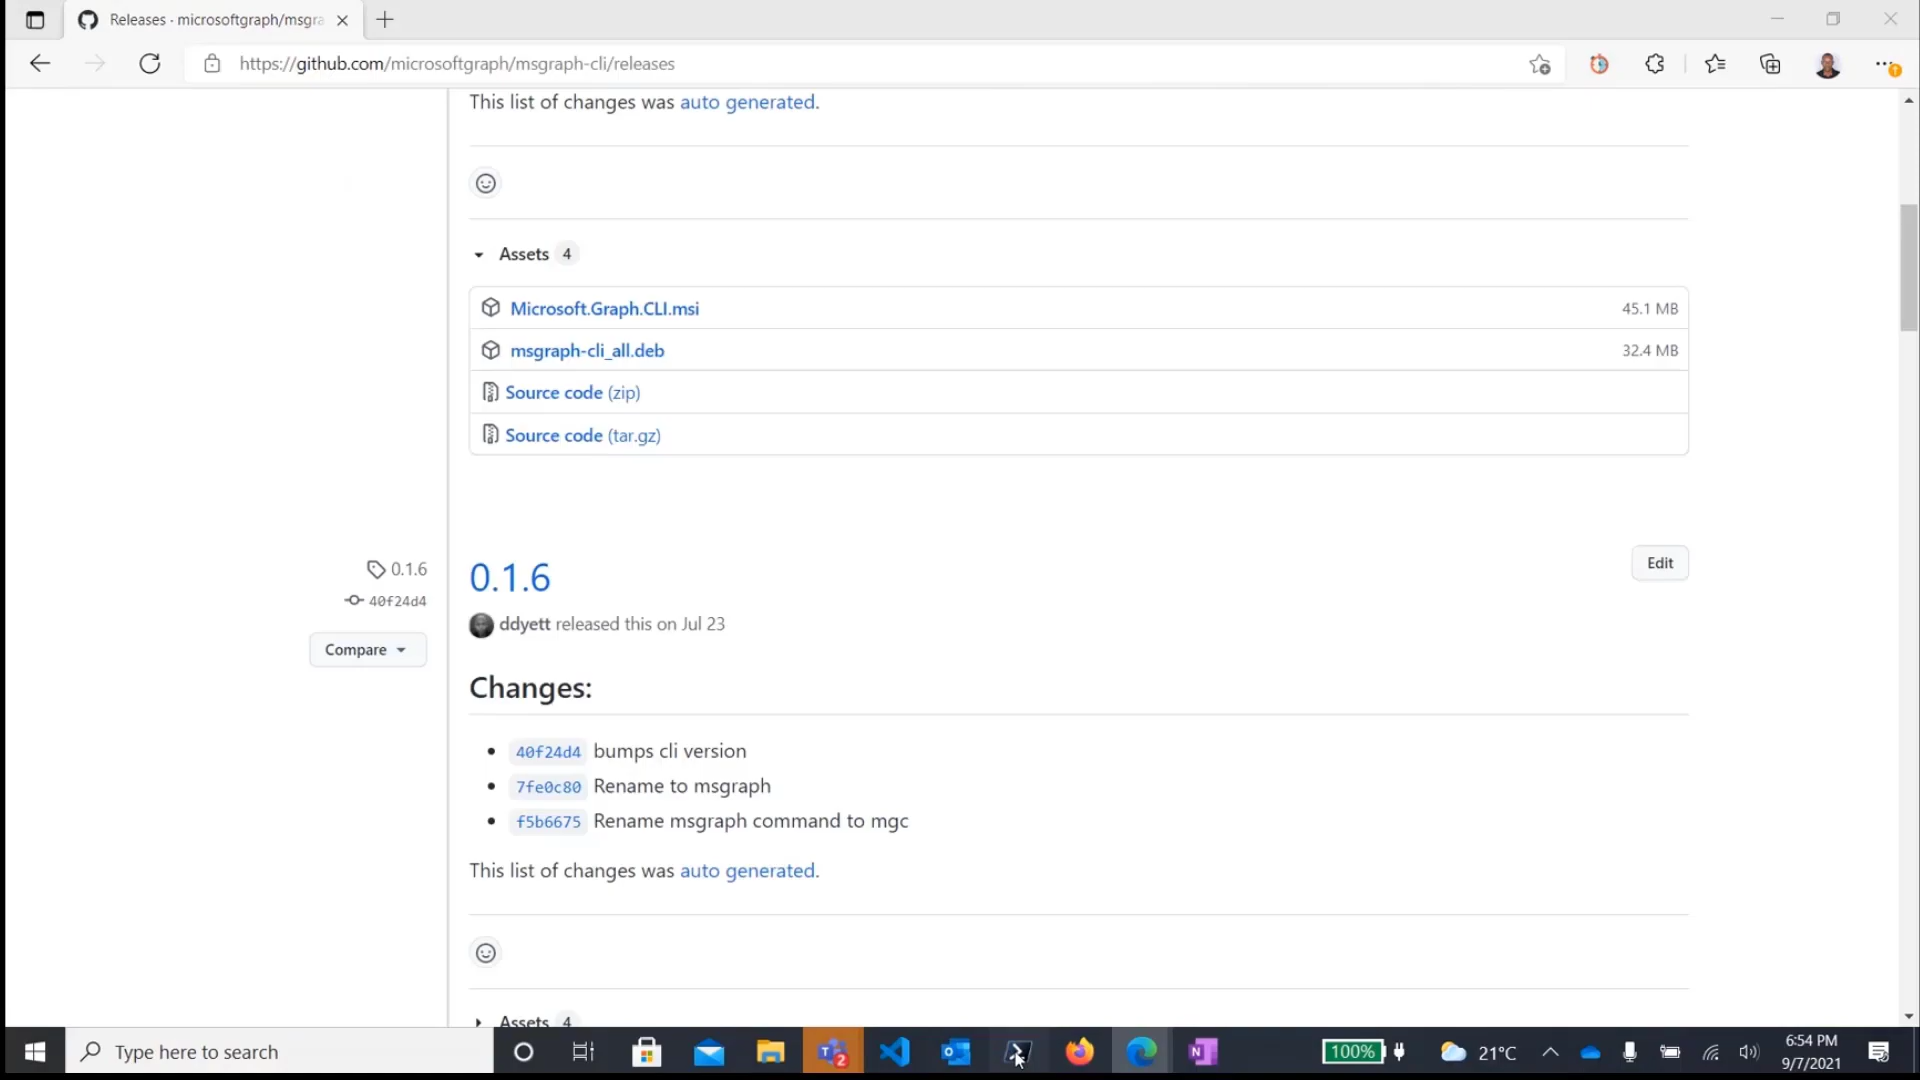 Releases · microsoftgraph/msgra
https://github.com/microsoftgraph/msgraph-cli/releases
This list of changes was auto generated.
Assets 4
Microsoft.Graph.CLI.msi 45.1 MB
msgraph-cli_all.deb 32.4 MB
Source code (zip)
Source code (tar.gz)
0.1.6
40f24d4
Compare
0.1.6
Edit
ddyett released this on Jul 23
Changes:
40f24d4 bumps cli version
7fe0c80 Rename to msgraph
f5b6675 Rename msgraph command to mgc
This list of changes was auto generated.
Assets 4
Type here to search
2
100%
21°C
6:54 PM
9/7/2021